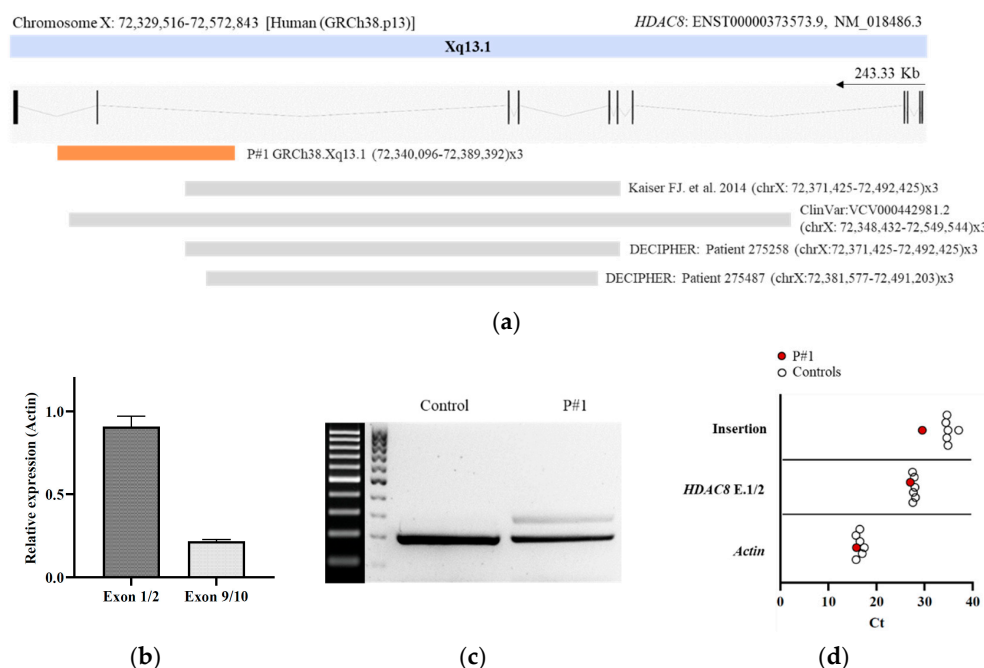 Chromosome X: 72,329,516-72,572,843 [Human (GRCh38.p13)]
HDAC8: ENST00000373573.9, NM_018486.3
Xq13.1
243.33 Kb
P#1 GRCh38.Xq13.1 (72,340,096-72,389,392)x3
Kaiser FJ. et al. 2014 (chrX: 72,371,425-72,492,425)x3
ClinVar:VCV000442981.2
(chrX: 72,348,432-72,549,544)x3
DECIPHER: Patient 275258 (chrX:72,371,425-72,492,425)x3
DECIPHER: Patient 275487 (chrX:72,381,577-72,491,203)x3
(a)
Relative expression (Actin)
1.0
0.5
0.0
Exon 1/2
Exon 9/10
(b)
Control
P#1
(c)
P#1
Controls
Insertion
HDAC8 E.1/2
Actin
0
10
20
30
40
Ct
(d)